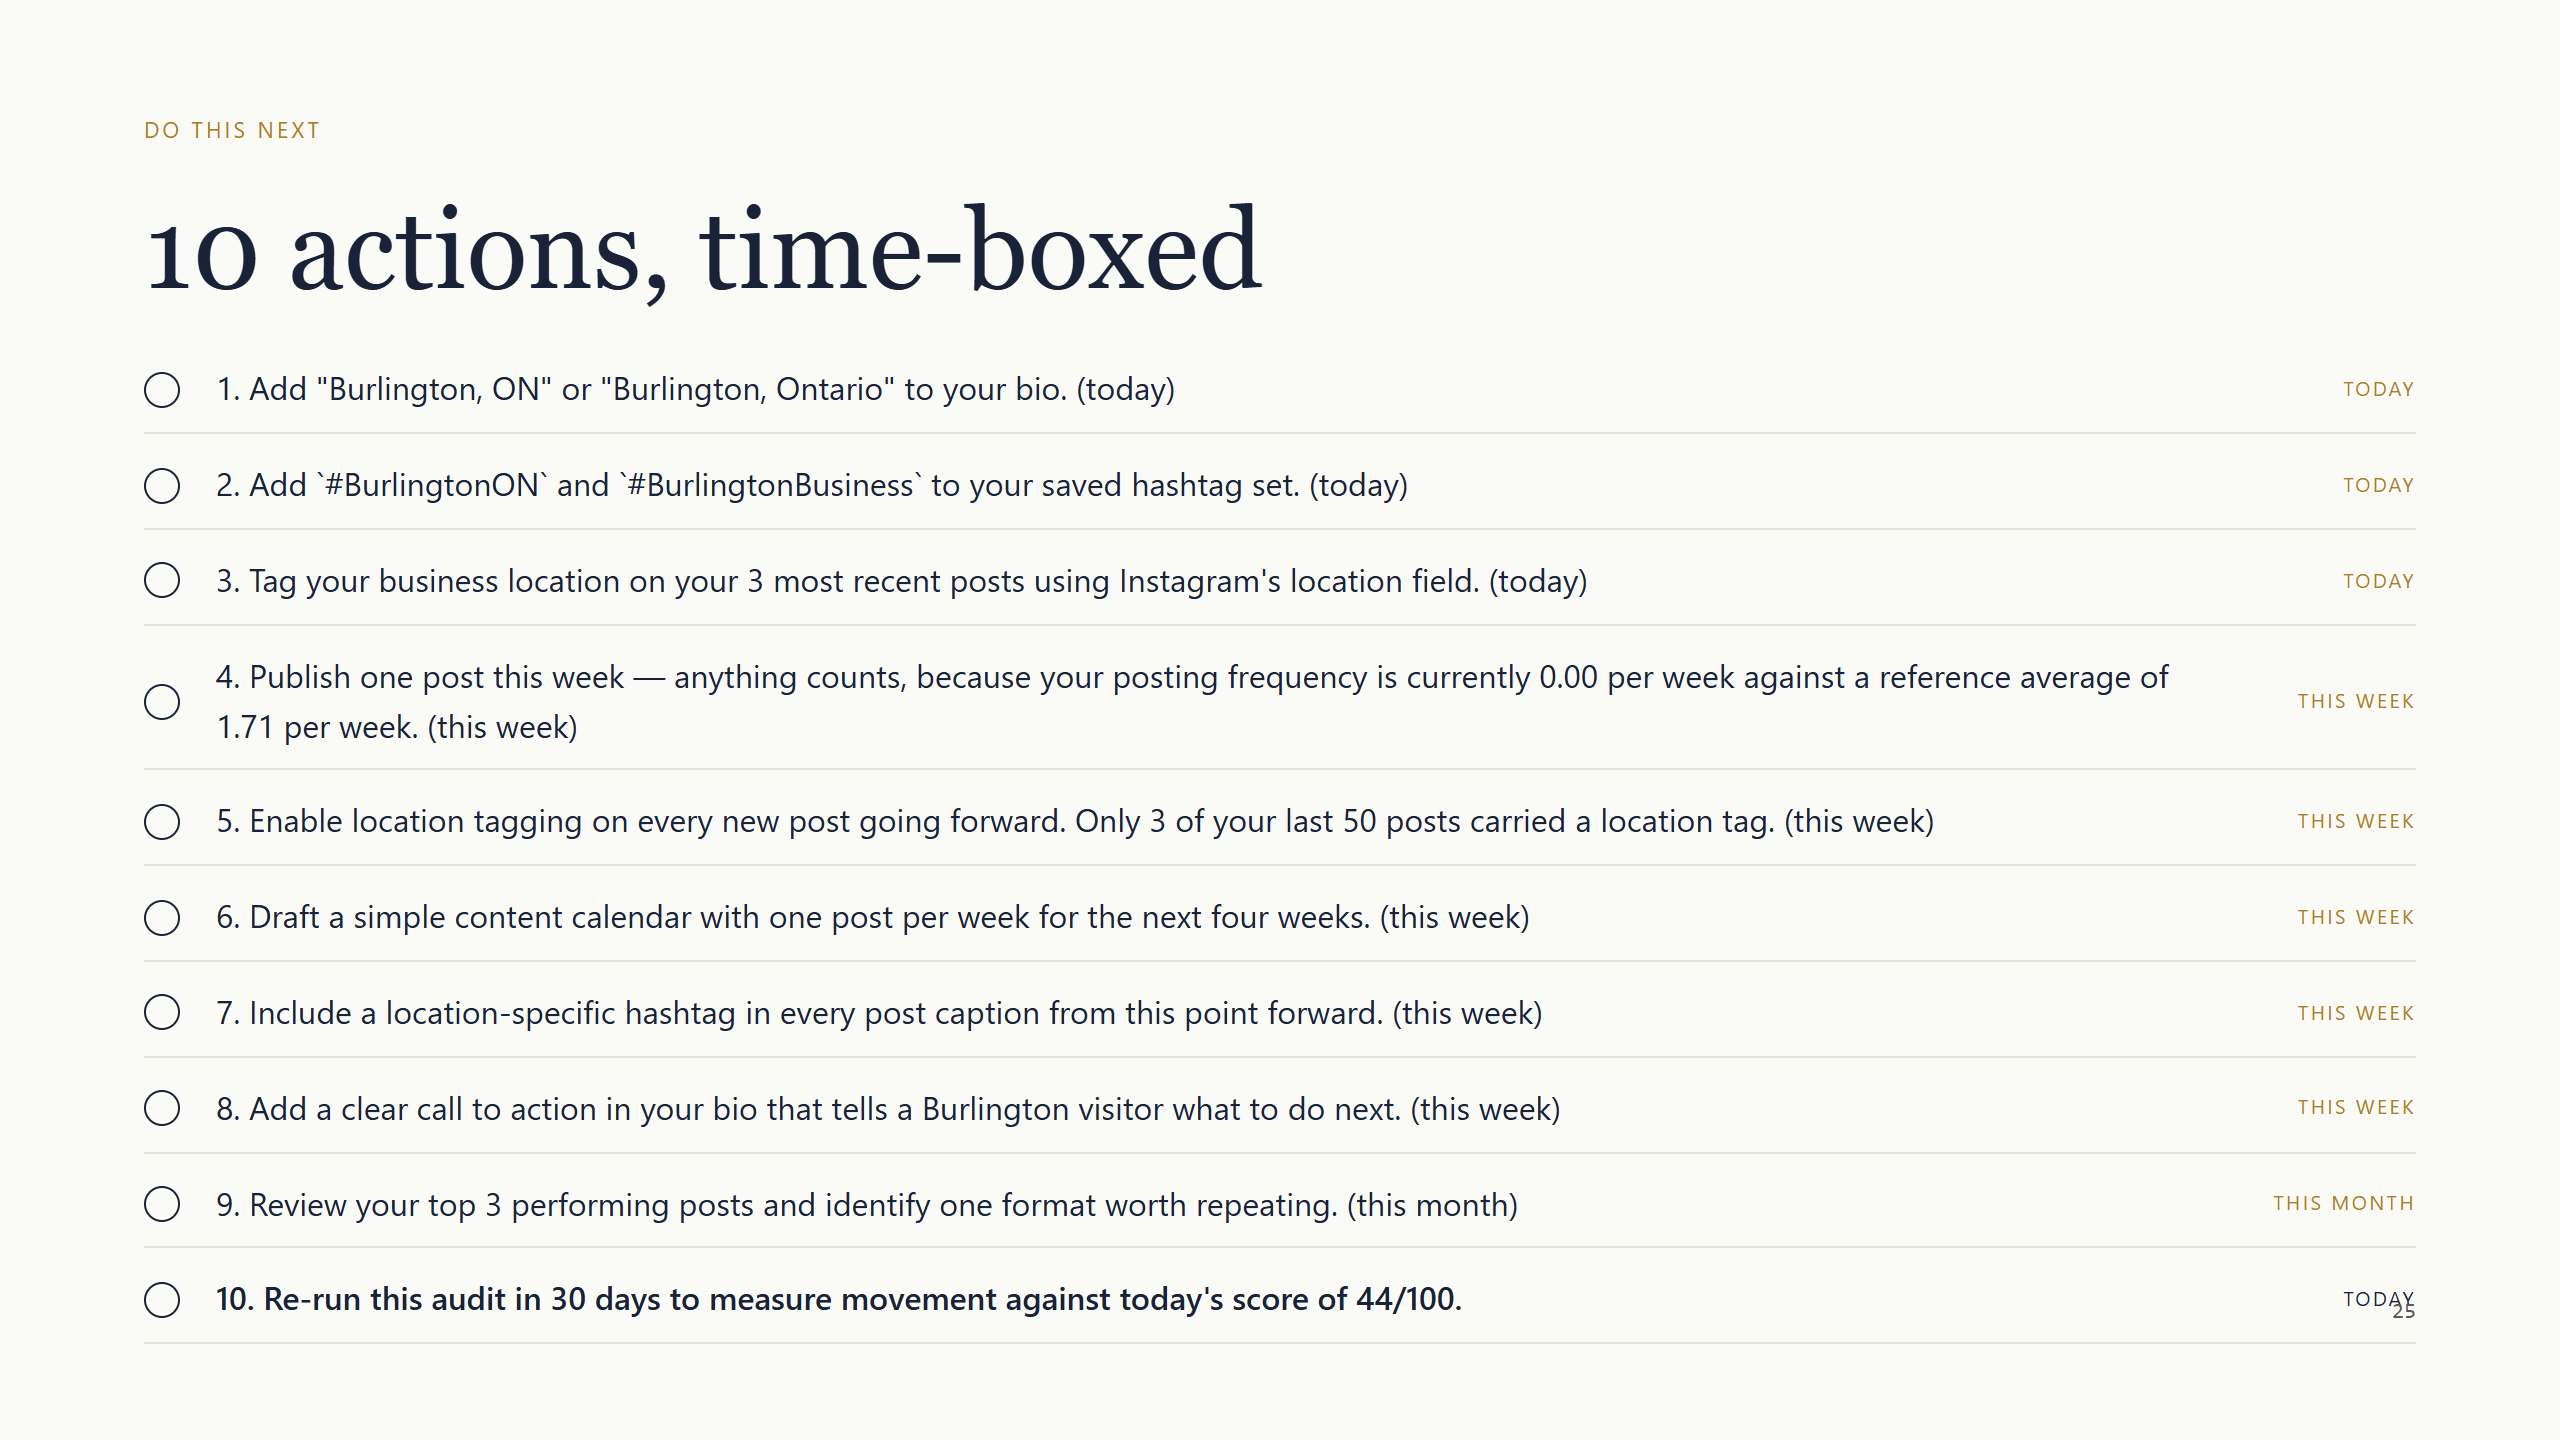 DO THIS NEXT
10 actions, time-boxed
1. Add "Burlington, ON" or "Burlington, Ontario" to your bio. (today)
TODAY
2. Add `#BurlingtonON` and `#BurlingtonBusiness` to your saved hashtag set. (today)
TODAY
3. Tag your business location on your 3 most recent posts using Instagram's location field. (today)
TODAY
4. Publish one post this week — anything counts, because your posting frequency is currently 0.00 per week against a reference average of
1.71 per week. (this week)
THIS WEEK
5. Enable location tagging on every new post going forward. Only 3 of your last 50 posts carried a location tag. (this week)
THIS WEEK
6. Draft a simple content calendar with one post per week for the next four weeks. (this week)
THIS WEEK
7. Include a location-specific hashtag in every post caption from this point forward. (this week)
THIS WEEK
8. Add a clear call to action in your bio that tells a Burlington visitor what to do next. (this week)
THIS WEEK
9. Review your top 3 performing posts and identify one format worth repeating. (this month)
THIS MONTH
10. Re-run this audit in 30 days to measure movement against today's score of 44/100.
TODAY
25